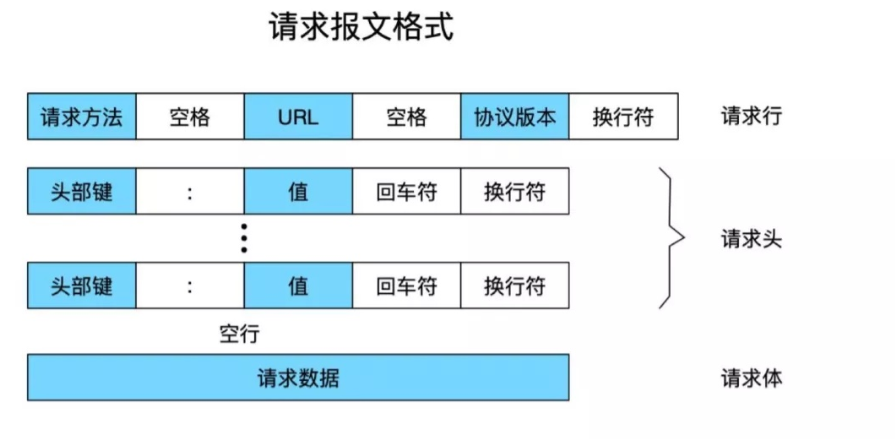 请求报文格式
请求方法 空格 URL 空格 协议版本 换行符 请求行
头部键 : 值 回车符 换行符
请求头
头部键 : 值 回车符 换行符
空行
请求数据 请求体